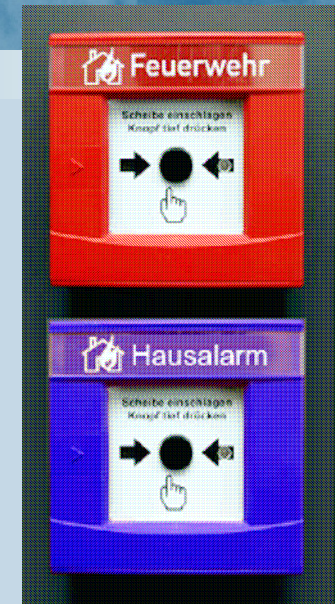 Feuerwehr
Scheibe einschlagen
Knopf tief drücken
Hausalarm
Scheibe einschlagen
Knopf tief drücken